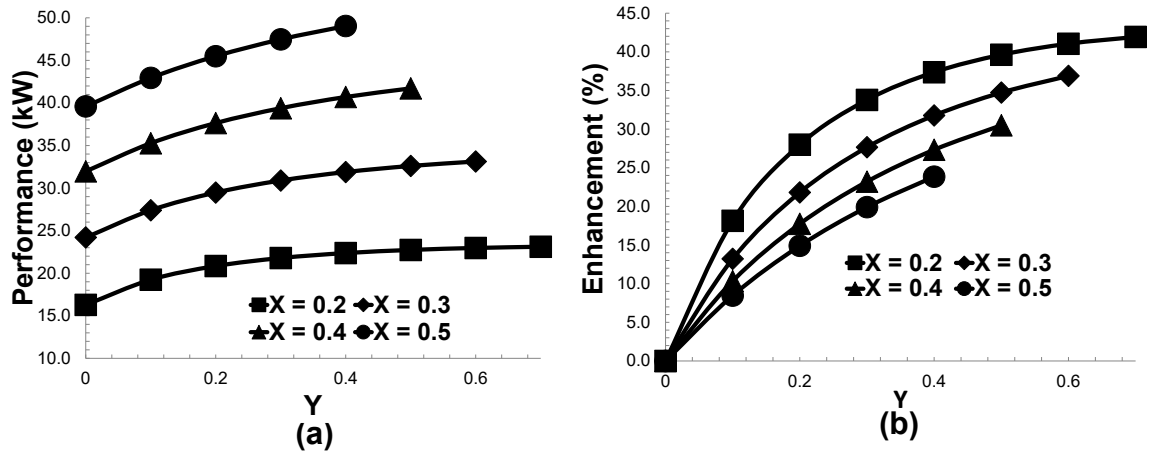 50.0
45.0
40.0
35.0
30.0
25.0
20.0
15.0
10.0
Performance (kW)
0
0.2
0.4
0.6
Y
X = 0.2 X = 0.3
X = 0.4 X = 0.5
(a)
45.0
40.0
35.0
30.0
25.0
20.0
15.0
10.0
5.0
0.0
Enhancement (%)
0
0.2
0.4
0.6
Y
X = 0.2 X = 0.3
X = 0.4 X = 0.5
(b)